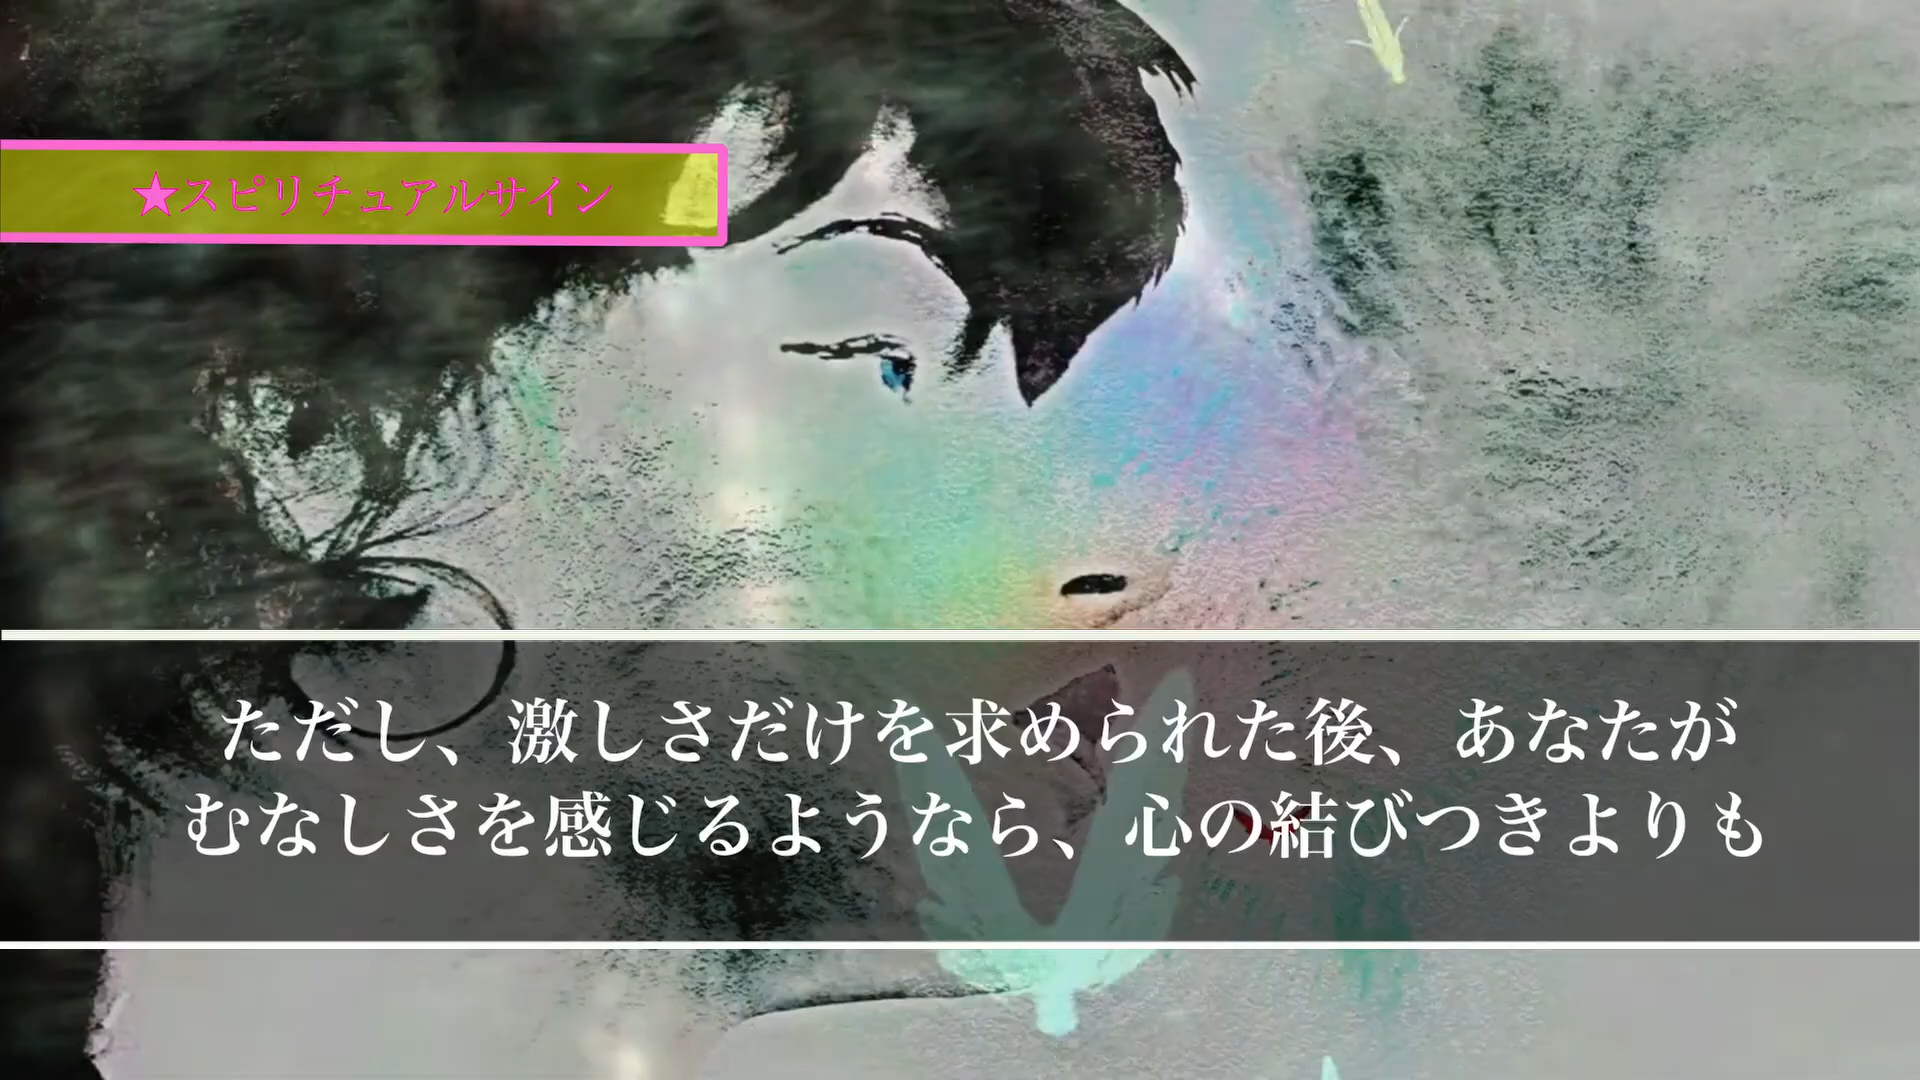 ★スピリチュアルサイン
ただし、激しさだけを求められた後、あなたが
むなしさを感じるようなら、心の結びつきよりも